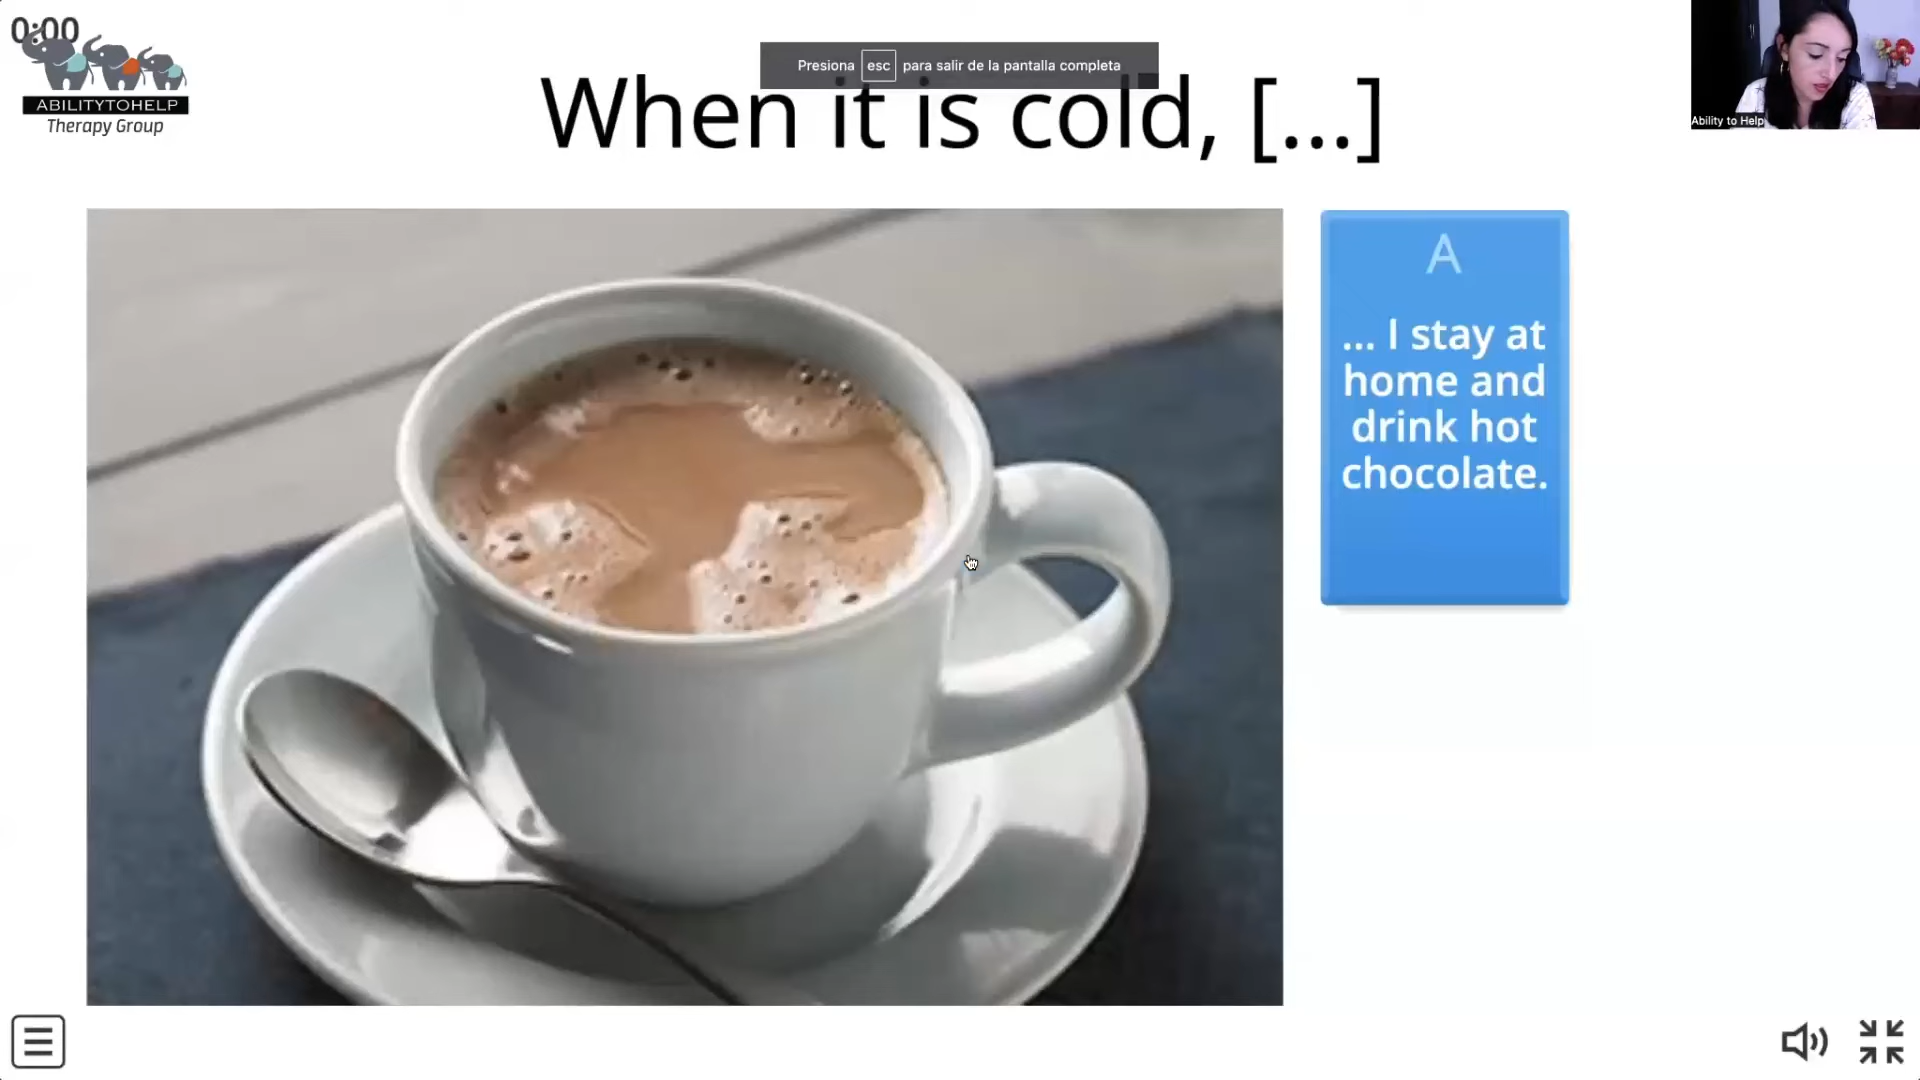 0:00
ABILITYTOHELP
Therapy Group
Presiona esc para salir de la pantalla completa
When it is cold, [...]
Ability to Help
A
... I stay at
home and
drink hot
chocolate.